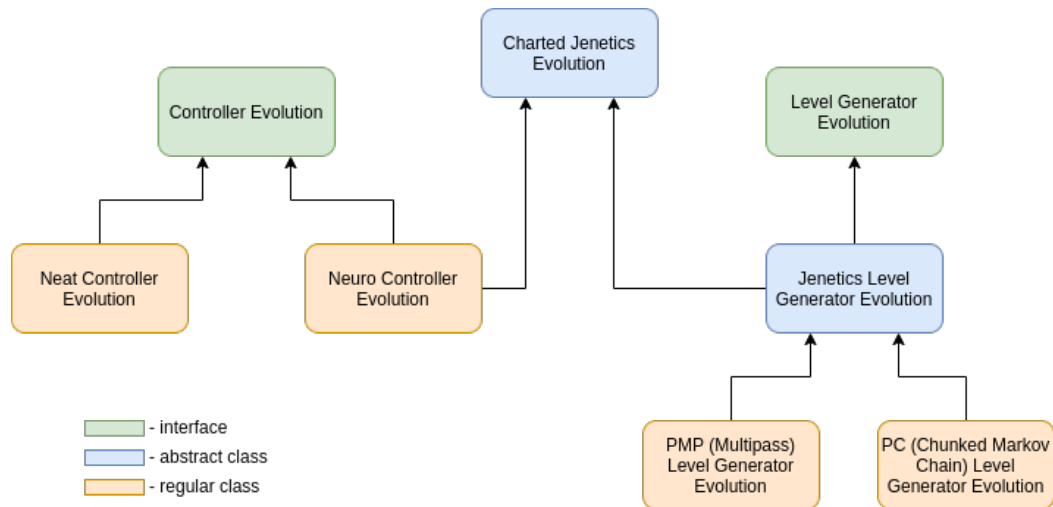 Charted Jenetics
Evolution
Controller Evolution
Level Generator
Evolution
Neat Controller
Evolution
Neuro Controller
Evolution
Jenetics Level
Generator Evolution
PMP (Multipass)
Level Generator
Evolution
PC (Chunked Markov
Chain) Level
Generator Evolution
- interface
- abstract class
- regular class